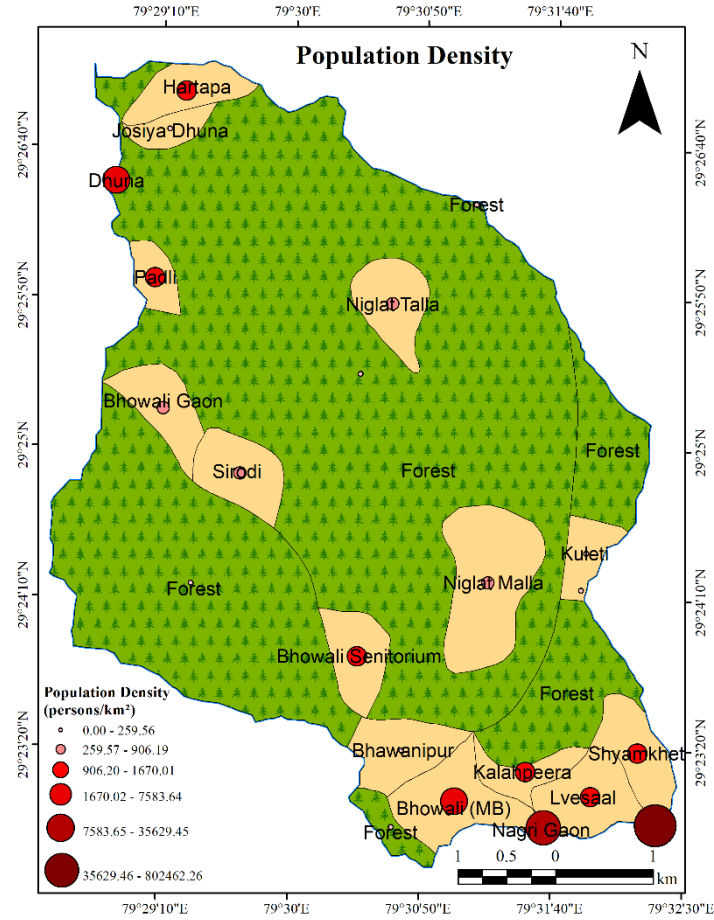 79°29'10"E 79°30'E 79°30'50"E 79°31'40"E
Population Density
N
Hartapa
Josiya Dhuna
29°26'40"N
29°26'40"N
Dhuna
Forest
Padli
29°25'50"N
Niglat Talla
29°25'50"N
Bhowali Gaon
29°25'N
Sirodi
Forest
Forest
29°25'N
Kuleti
29°24'10"N
Forest
Niglat Malla
29°24'10"N
Bhowali Senitorium
Forest
Population Density
(persons/km²)
0.00 - 259.56
259.57 - 906.19
906.20 - 1670.01
1670.02 - 7583.64
7583.65 - 35629.45
35629.46 - 802462.26
29°23'20"N
Bhawanipur
Shyamkhet
29°23'20"N
Kalahpeera
Bhowali (MB)
Lvesaal
Forest
Nagri Gaon
1 0.5 0 1
km
79°29'10"E 79°30'E 79°30'50"E 79°31'40"E 79°32'30"E